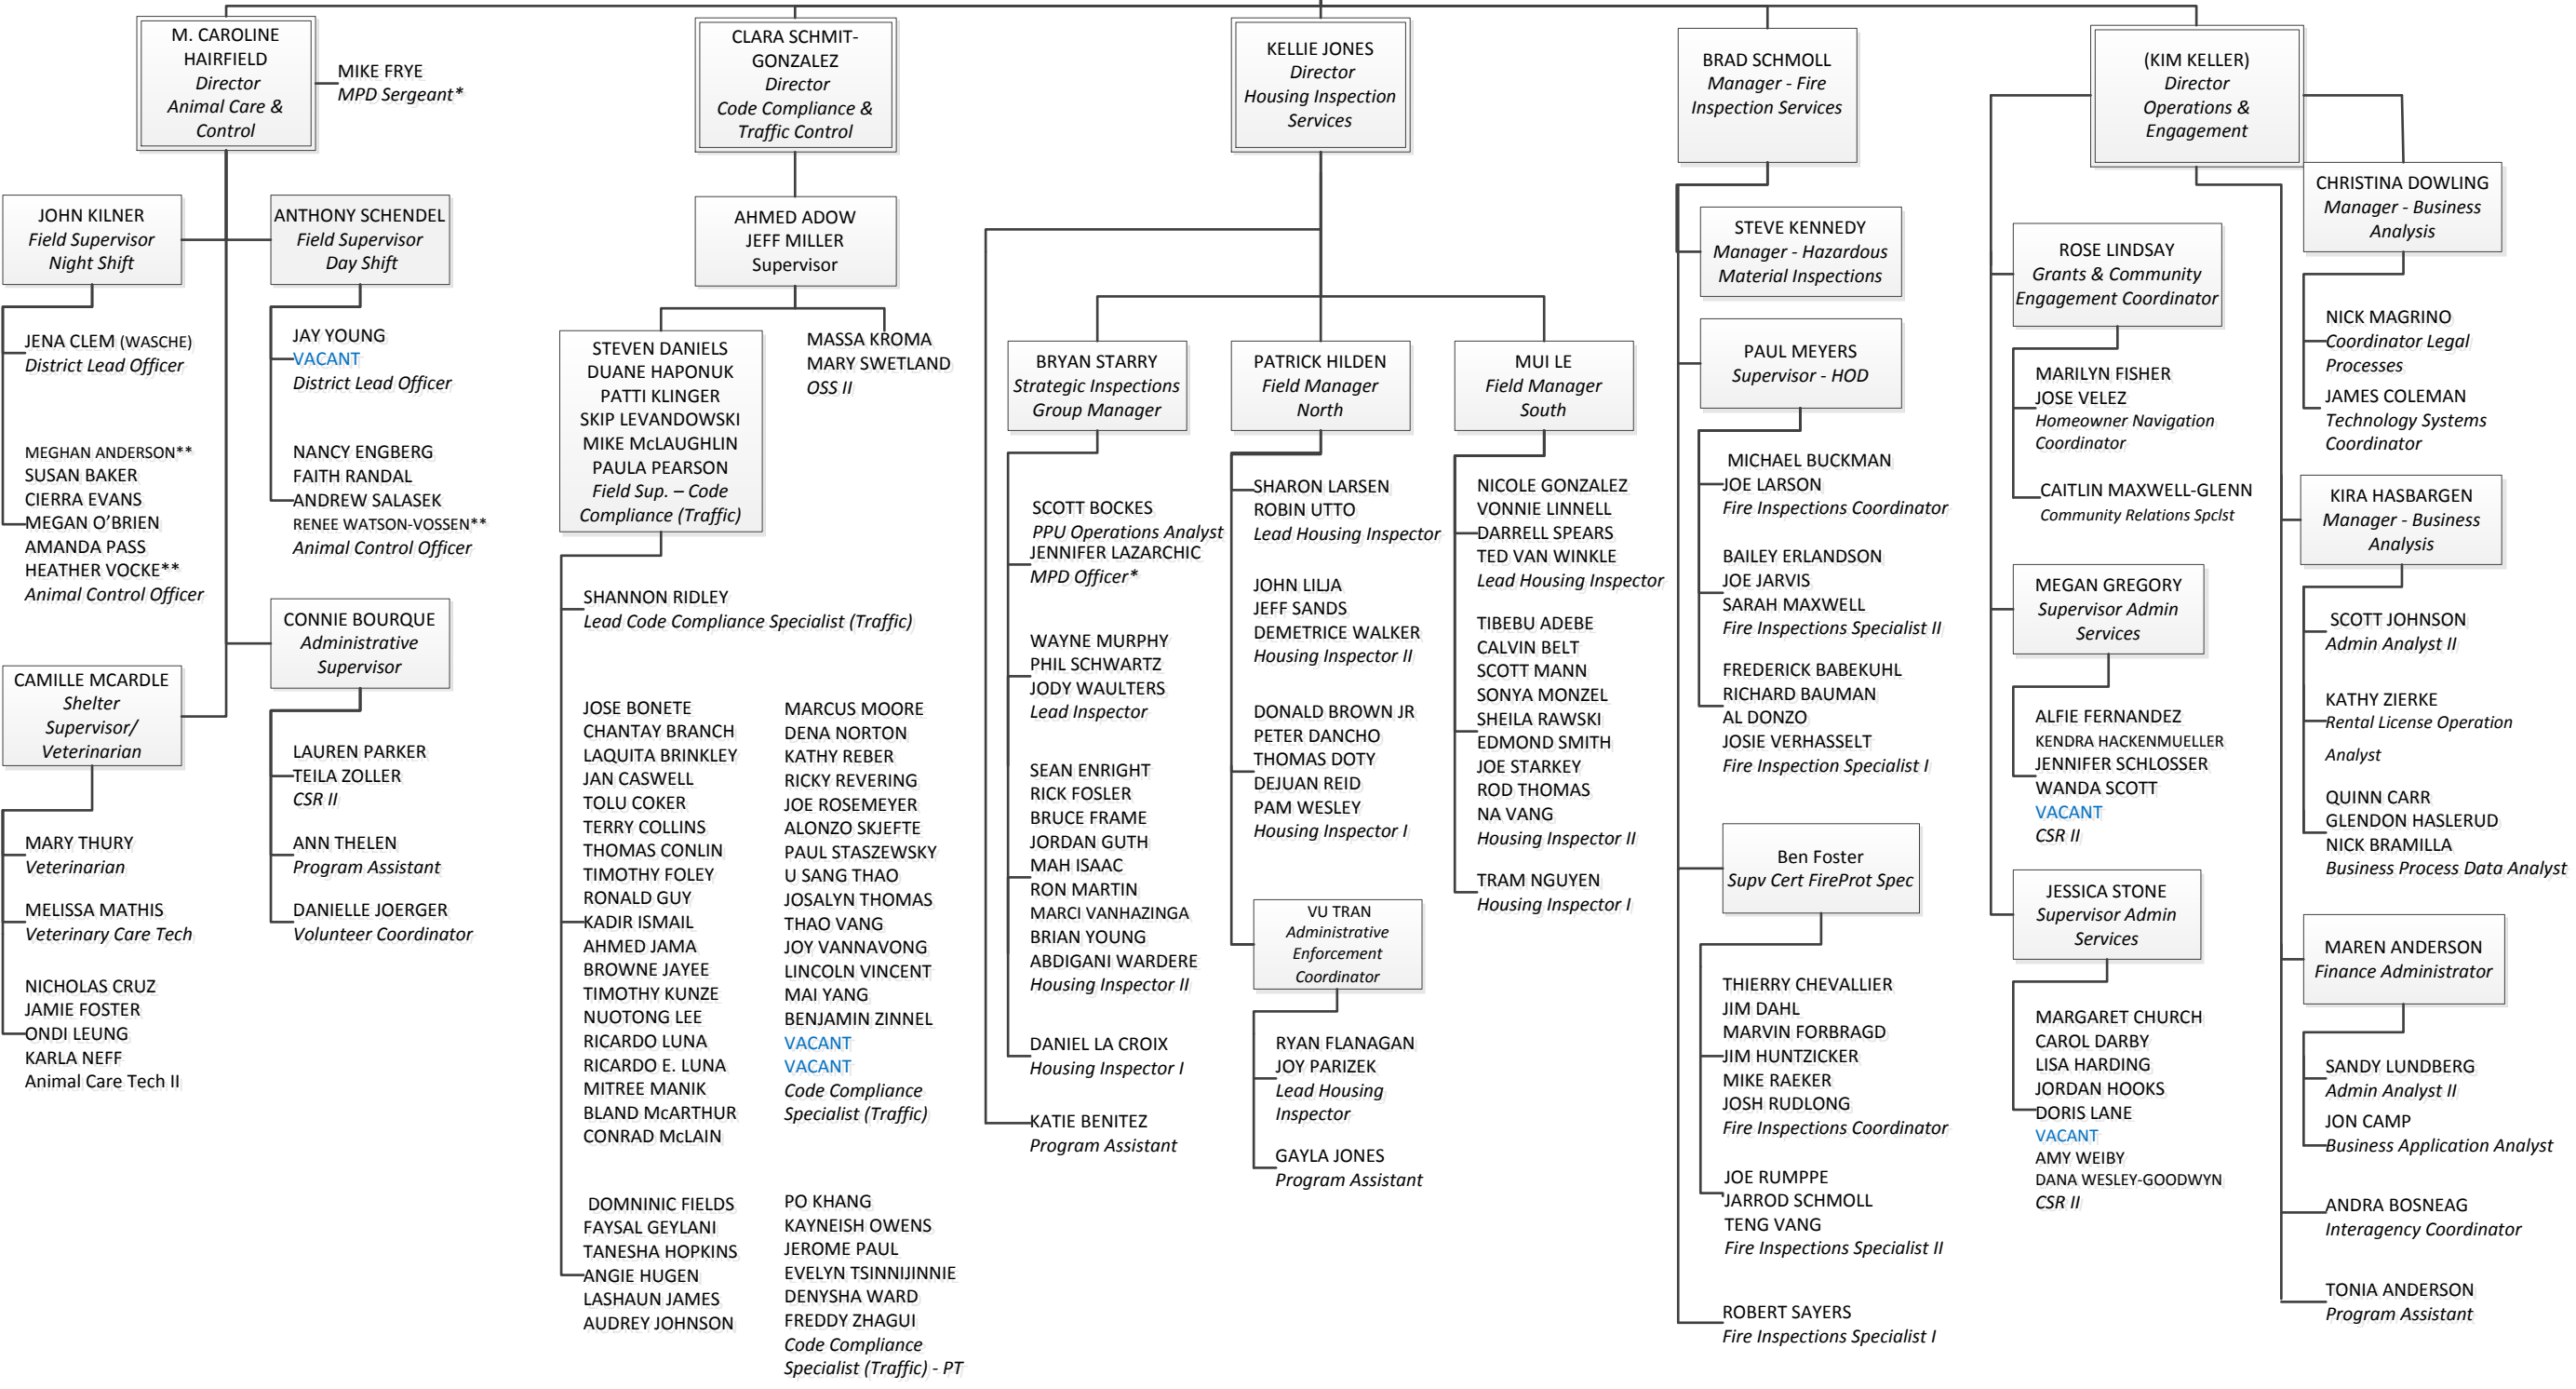 M. CAROLINE
HAIRFIELD
Director
Animal Care &
Control
MIKE FRYE
MPD Sergeant*
JOHN KILNER
Field Supervisor
Night Shift
JENA CLEM (WASCHE)
District Lead Officer
MEGHAN ANDERSON**
SUSAN BAKER
CIERRA EVANS
MEGAN O’BRIEN
AMANDA PASS
HEATHER VOCKE**
Animal Control Officer
ANTHONY SCHENDEL
Field Supervisor
Day Shift
JAY YOUNG
VACANT
District Lead Officer
NANCY ENGBERG
FAITH RANDAL
ANDREW SALASEK
RENEE WATSON-VOSSEN**
Animal Control Officer
CAMILLE MCARDLE
Shelter
Supervisor/
Veterinarian
MARY THURY
Veterinarian
MELISSA MATHIS
Veterinary Care Tech
NICHOLAS CRUZ
JAMIE FOSTER
ONDI LEUNG
KARLA NEFF
Animal Care Tech II
CONNIE BOURQUE
Administrative
Supervisor
LAUREN PARKER
TEILA ZOLLER
CSR II
ANN THELEN
Program Assistant
DANIELLE JOERGER
Volunteer Coordinator
CLARA SCHMIT-
GONZALEZ
Director
Code Compliance &
Traffic Control
AHMED ADOW
JEFF MILLER
Supervisor
STEVEN DANIELS
DUANE HAPONUK
PATTI KLINGER
SKIP LEVANDOWSKI
MIKE McLAUGHLIN
PAULA PEARSON
Field Sup. – Code
Compliance (Traffic)
MASSA KROMA
MARY SWETLAND
OSS II
SHANNON RIDLEY
Lead Code Compliance Specialist (Traffic)
JOSE BONETE
CHANTAY BRANCH
LAQUITA BRINKLEY
JAN CASWELL
TOLU COKER
TERRY COLLINS
THOMAS CONLIN
TIMOTHY FOLEY
RONALD GUY
KADIR ISMAIL
AHMED JAMA
BROWNE JAYEE
TIMOTHY KUNZE
NUOTONG LEE
RICARDO LUNA
RICARDO E. LUNA
MITREE MANIK
BLAND McARTHUR
CONRAD McLAIN
MARCUS MOORE
DENA NORTON
KATHY REBER
RICKY REVERING
JOE ROSEMEYER
ALONZO SKJEFTE
PAUL STASZEWSKY
U SANG THAO
JOSALYN THOMAS
THAO VANG
JOY VANNAVONG
LINCOLN VINCENT
MAI YANG
BENJAMIN ZINNEL
VACANT
VACANT
Code Compliance
Specialist (Traffic)
DOMNINIC FIELDS
FAYSAL GEYLANI
TANESHA HOPKINS
ANGIE HUGEN
LASHAUN JAMES
AUDREY JOHNSON
PO KHANG
KAYNEISH OWENS
JEROME PAUL
EVELYN TSINNIJINNIE
DENYSHA WARD
FREDDY ZHAGUI
Code Compliance
Specialist (Traffic) - PT
KELLIE JONES
Director
Housing Inspection
Services
BRYAN STARRY
Strategic Inspections
Group Manager
SCOTT BOCKES
PPU Operations Analyst
JENNIFER LAZARCHIC
MPD Officer*
WAYNE MURPHY
PHIL SCHWARTZ
JODY WAULTERS
Lead Inspector
SEAN ENRIGHT
RICK FOSLER
BRUCE FRAME
JORDAN GUTH
MAH ISAAC
RON MARTIN
MARCI VANHAZINGA
BRIAN YOUNG
ABDIGANI WARDERE
Housing Inspector II
DANIEL LA CROIX
Housing Inspector I
KATIE BENITEZ
Program Assistant
PATRICK HILDEN
Field Manager
North
SHARON LARSEN
ROBIN UTTO
Lead Housing Inspector
JOHN LILJA
JEFF SANDS
DEMETRICE WALKER
Housing Inspector II
DONALD BROWN JR
PETER DANCHO
THOMAS DOTY
DEJUAN REID
PAM WESLEY
Housing Inspector I
VU TRAN
Administrative
Enforcement
Coordinator
RYAN FLANAGAN
JOY PARIZEK
Lead Housing
Inspector
GAYLA JONES
Program Assistant
MUI LE
Field Manager
South
NICOLE GONZALEZ
VONNIE LINNELL
DARRELL SPEARS
TED VAN WINKLE
Lead Housing Inspector
TIBEBU ADEBE
CALVIN BELT
SCOTT MANN
SONYA MONZEL
SHEILA RAWSKI
EDMOND SMITH
JOE STARKEY
ROD THOMAS
NA VANG
Housing Inspector II
TRAM NGUYEN
Housing Inspector I
BRAD SCHMOLL
Manager - Fire
Inspection Services
STEVE KENNEDY
Manager - Hazardous
Material Inspections
PAUL MEYERS
Supervisor - HOD
MICHAEL BUCKMAN
JOE LARSON
Fire Inspections Coordinator
BAILEY ERLANDSON
JOE JARVIS
SARAH MAXWELL
Fire Inspections Specialist II
FREDERICK BABEKUHL
RICHARD BAUMAN
AL DONZO
JOSIE VERHASSELT
Fire Inspection Specialist I
Ben Foster
Supv Cert FireProt Spec
THIERRY CHEVALLIER
JIM DAHL
MARVIN FORBRAGD
JIM HUNTZICKER
MIKE RAEKER
JOSH RUDLONG
Fire Inspections Coordinator
JOE RUMPPE
JARROD SCHMOLL
TENG VANG
Fire Inspections Specialist II
ROBERT SAYERS
Fire Inspections Specialist I
(KIM KELLER)
Director
Operations &
Engagement
ROSE LINDSAY
Grants & Community
Engagement Coordinator
MARILYN FISHER
JOSE VELEZ
Homeowner Navigation
Coordinator
CAITLIN MAXWELL-GLENN
Community Relations Spclst
MEGAN GREGORY
Supervisor Admin
Services
ALFIE FERNANDEZ
KENDRA HACKENMUELLER
JENNIFER SCHLOSSER
WANDA SCOTT
VACANT
CSR II
JESSICA STONE
Supervisor Admin
Services
MARGARET CHURCH
CAROL DARBY
LISA HARDING
JORDAN HOOKS
DORIS LANE
VACANT
AMY WEIBY
DANA WESLEY-GOODWYN
CSR II
CHRISTINA DOWLING
Manager - Business
Analysis
NICK MAGRINO
Coordinator Legal
Processes
JAMES COLEMAN
Technology Systems
Coordinator
KIRA HASBARGEN
Manager - Business
Analysis
SCOTT JOHNSON
Admin Analyst II
KATHY ZIERKE
Rental License Operation
Analyst
QUINN CARR
GLENDON HASLERUD
NICK BRAMILLA
Business Process Data Analyst
MAREN ANDERSON
Finance Administrator
SANDY LUNDBERG
Admin Analyst II
JON CAMP
Business Application Analyst
ANDRA BOSNEAG
Interagency Coordinator
TONIA ANDERSON
Program Assistant